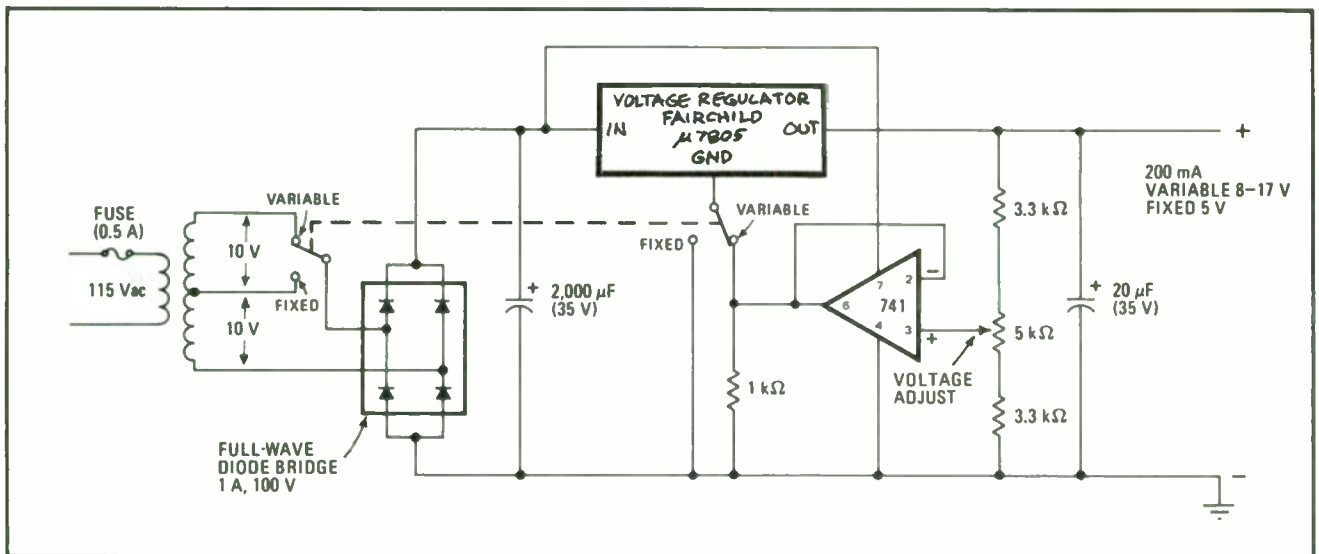 FUSE
(0.5 A)
115 Vac
VARIABLE
10 V
FIXED
10 V
FULL-WAVE
DIODE BRIDGE
1 A, 100 V
+
2,000 µF
(35 V)
VOLTAGE REGULATOR
FAIRCHILD
IN µ7805 OUT
GND
VARIABLE
FIXED
1 kΩ
2 −
7
6 741
4 3
+
VOLTAGE
ADJUST
3.3 kΩ
5 kΩ
3.3 kΩ
+
20 µF
(35 V)
+
200 mA
VARIABLE 8–17 V
FIXED 5 V
−